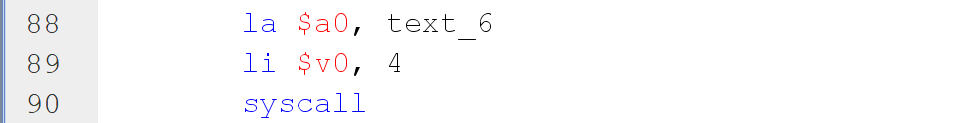 88 la $a0, text_6
89 li $v0, 4
90 syscall